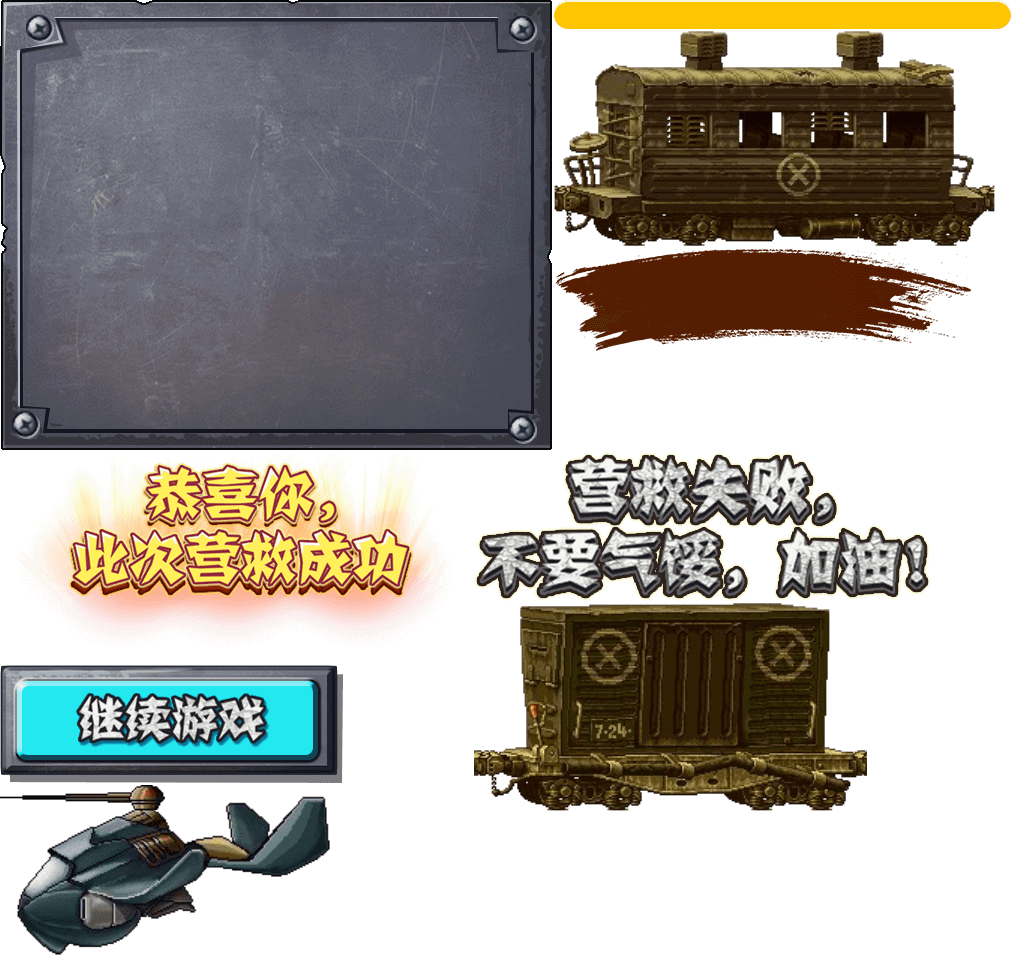 恭喜你，
此次营救成功
营救失败，
不要气馁，加油！
7-24
继续游戏